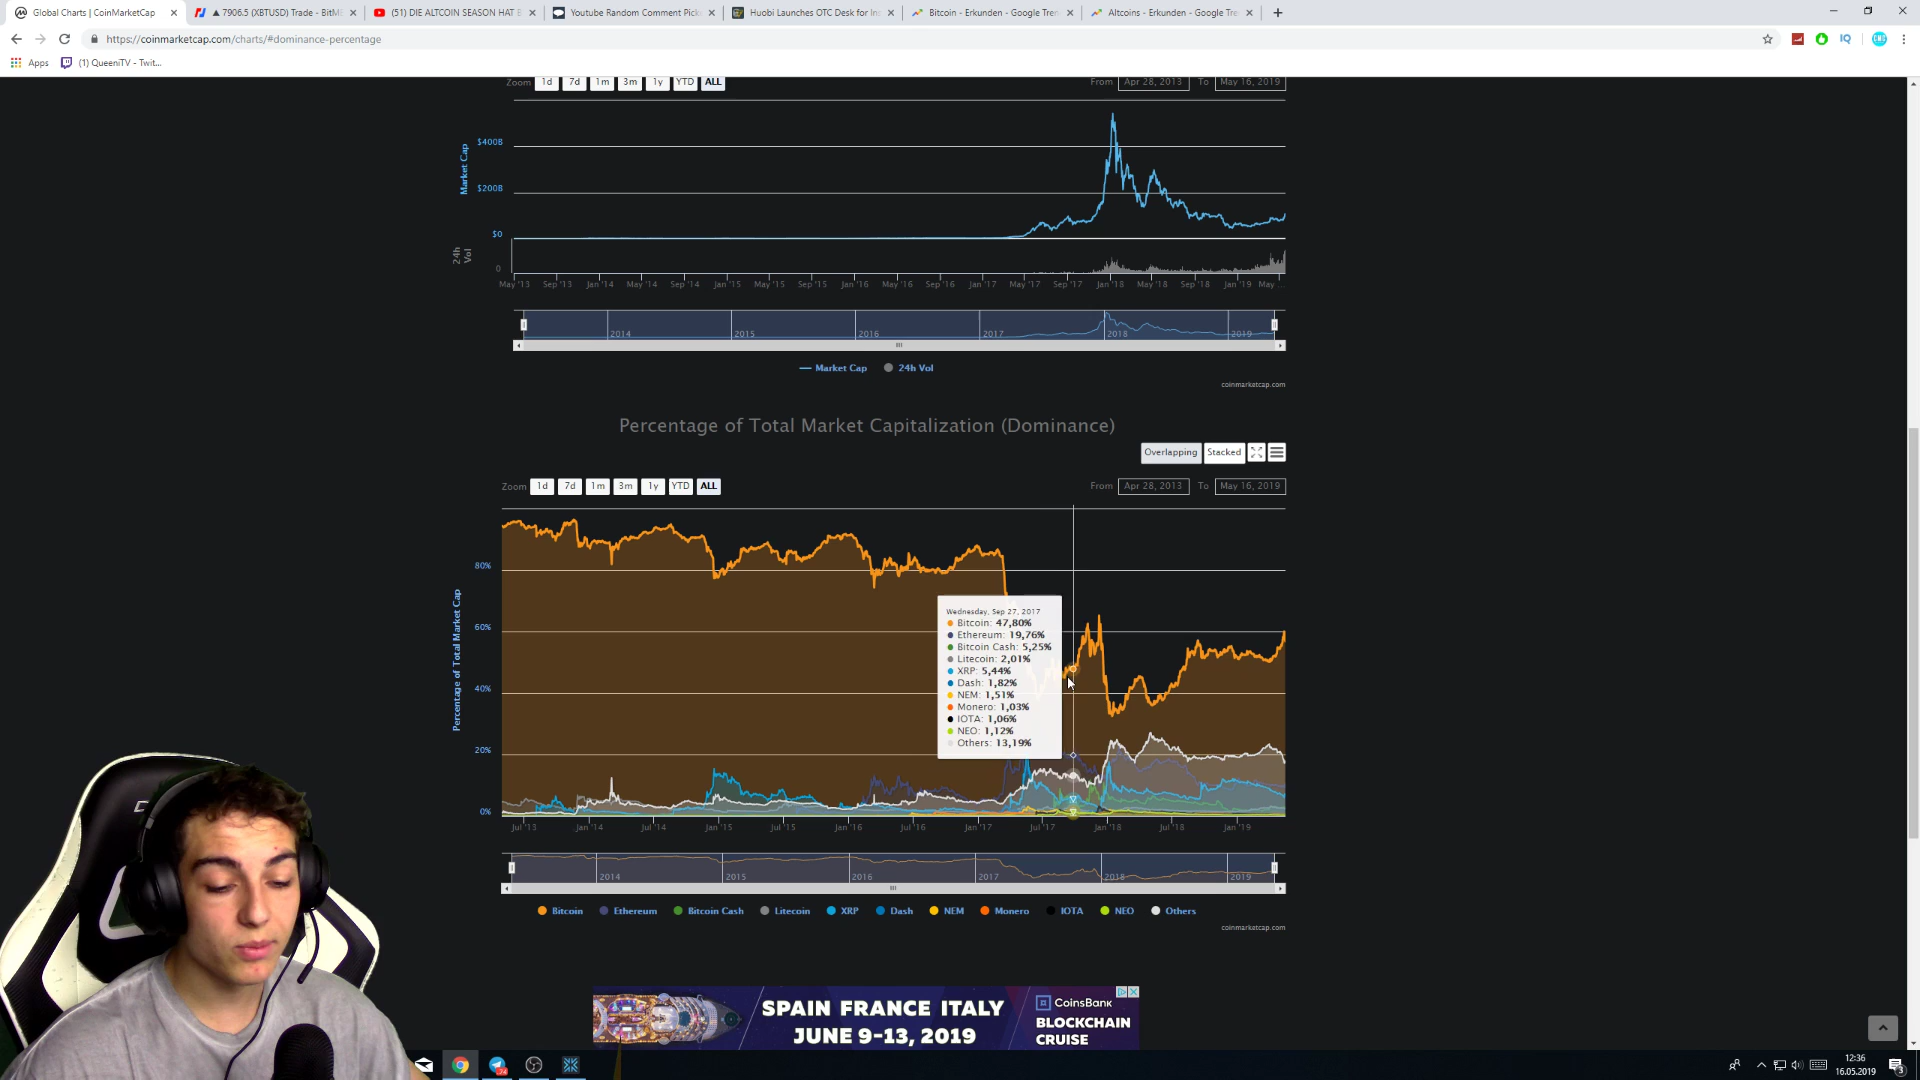 Global Charts | CoinMarketCap
▲ 7906.5 (XBTUSD) Trade - BitM
(51) DIE ALTCOIN SEASON HAT B
Youtube Random Comment Pick
Huobi Launches OTC Desk for In
Bitcoin - Erkunden - Google Tren
Altcoins - Erkunden - Google Tre
https://coinmarketcap.com/charts/#dominance-percentage
IQ
Apps
(1) QueeniTV - Twit...
Zoom 1d 7d 1m 3m 1y YTD ALL
From Apr 28, 2013 To May 16, 2019
$400B
$200B
$0
0
Market Cap
24h Vol
May '13 Sep '13 Jan '14 May '14 Sep '14 Jan '15 May '15 Sep '15 Jan '16 May '16 Sep '16 Jan '17 May '17 Sep '17 Jan '18 May '18 Sep '18 Jan '19 May ...
2014 2015 2016 2017 2018 2019
Market Cap 24h Vol
coinmarketcap.com
Percentage of Total Market Capitalization (Dominance)
Overlapping Stacked
Zoom 1d 7d 1m 3m 1y YTD ALL
From Apr 28, 2013 To May 16, 2019
80%
60%
40%
20%
0%
Percentage of Total Market Cap
Wednesday, Sep 27, 2017
Bitcoin: 47,80%
Ethereum: 19,76%
Bitcoin Cash: 5,25%
Litecoin: 2,01%
XRP: 5,44%
Dash: 1,82%
NEM: 1,51%
Monero: 1,03%
IOTA: 1,06%
NEO: 1,12%
Others: 13,19%
Jul '13 Jan '14 Jul '14 Jan '15 Jul '15 Jan '16 Jul '16 Jan '17 Jul '17 Jan '18 Jul '18 Jan '19
2014 2015 2016 2017 2018 2019
Bitcoin Ethereum Bitcoin Cash Litecoin XRP Dash NEM Monero IOTA NEO Others
coinmarketcap.com
SPAIN FRANCE ITALY
JUNE 9-13, 2019
COINSBANK
BLOCKCHAIN
CRUISE
12:36
16.05.2019